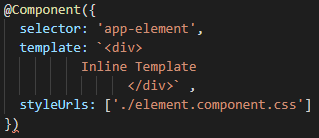 @Component({
  selector: 'app-element',
  template: `<div>
            Inline Template
                  </div>` ,
  styleUrls: ['./element.component.css']
})